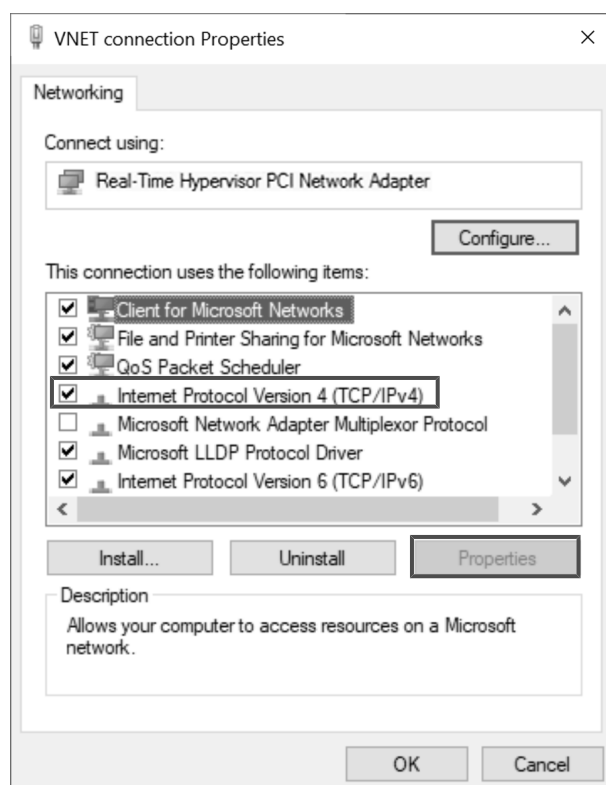 VNET connection Properties
Networking
Connect using:
Real-Time Hypervisor PCI Network Adapter
Configure...
This connection uses the following items:
Client for Microsoft Networks
File and Printer Sharing for Microsoft Networks
QoS Packet Scheduler
Internet Protocol Version 4 (TCP/IPv4)
Microsoft Network Adapter Multiplexor Protocol
Microsoft LLDP Protocol Driver
Internet Protocol Version 6 (TCP/IPv6)
Install... Uninstall Properties
Description
Allows your computer to access resources on a Microsoft
network.
OK Cancel